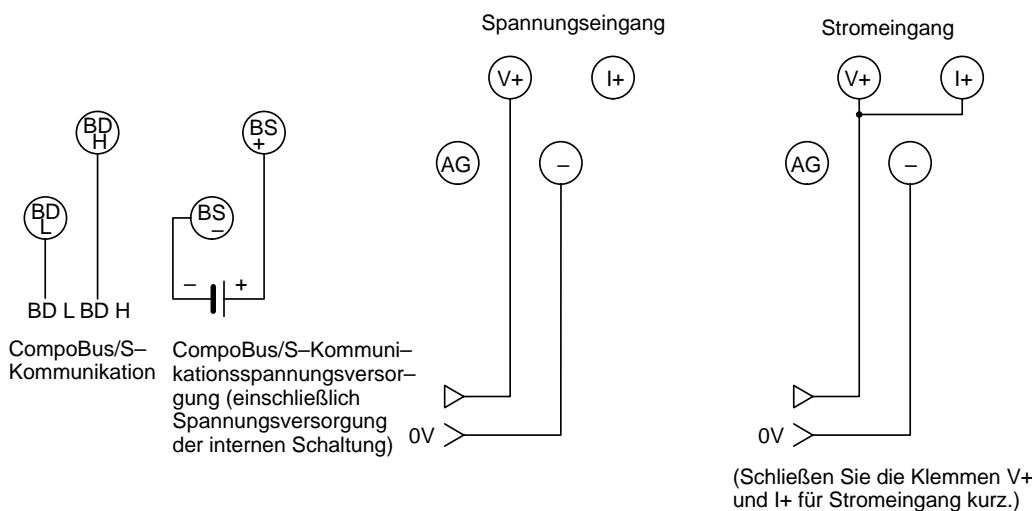 Spannungseingang
Stromeingang
V+
I+
V+
I+
BD
H
BS
+
AG
–
AG
–
BD
L
BS
–
–
+
BD L BD H
CompoBus/S–
Kommunikation
CompoBus/S–Kommuni–
kationsspannungsversor–
gung (einschließlich
Spannungsversorgung
der internen Schaltung)
0V
0V
(Schließen Sie die Klemmen V+
und I+ für Stromeingang kurz.)